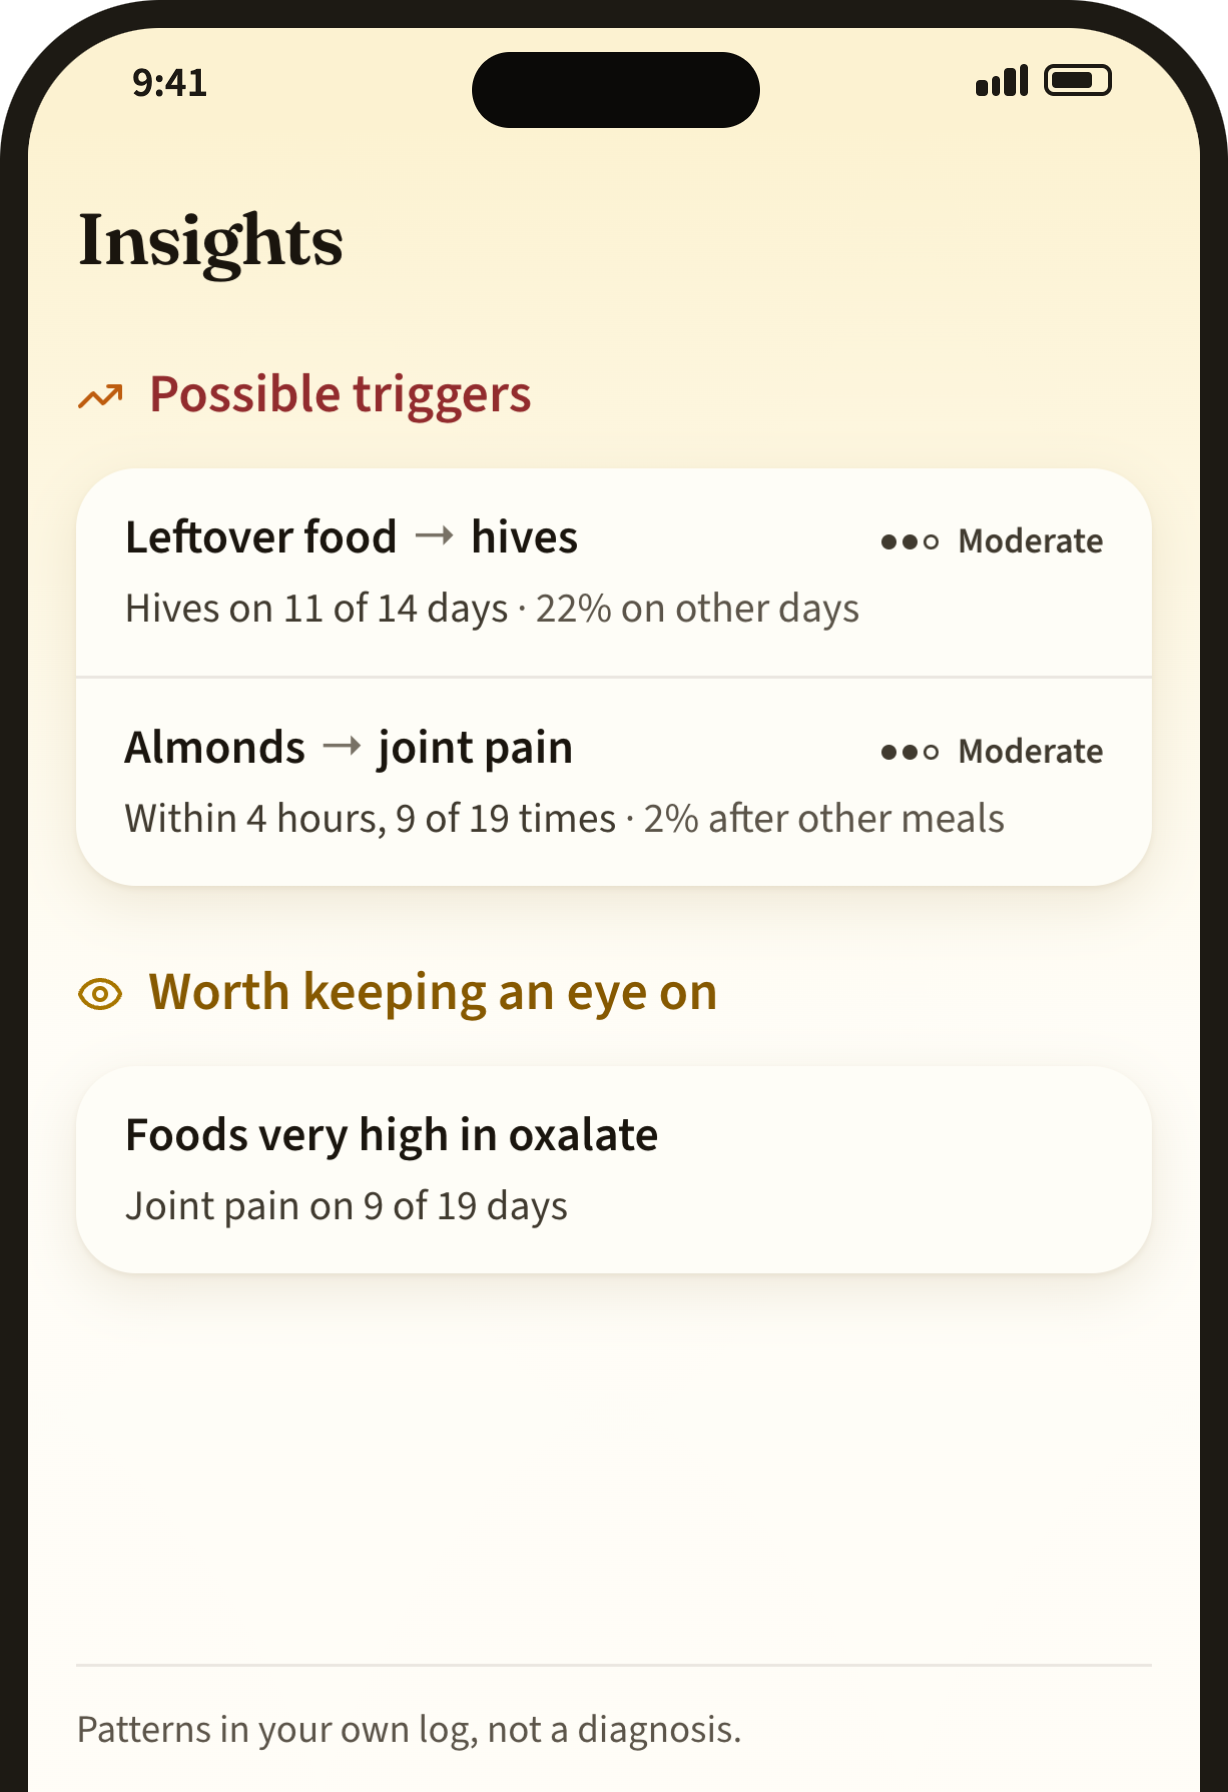 9:41
Insights
Possible triggers
Leftover food → hives
Moderate
Hives on 11 of 14 days · 22% on other days
Almonds → joint pain
Moderate
Within 4 hours, 9 of 19 times · 2% after other meals
Worth keeping an eye on
Foods very high in oxalate
Joint pain on 9 of 19 days
Patterns in your own log, not a diagnosis.